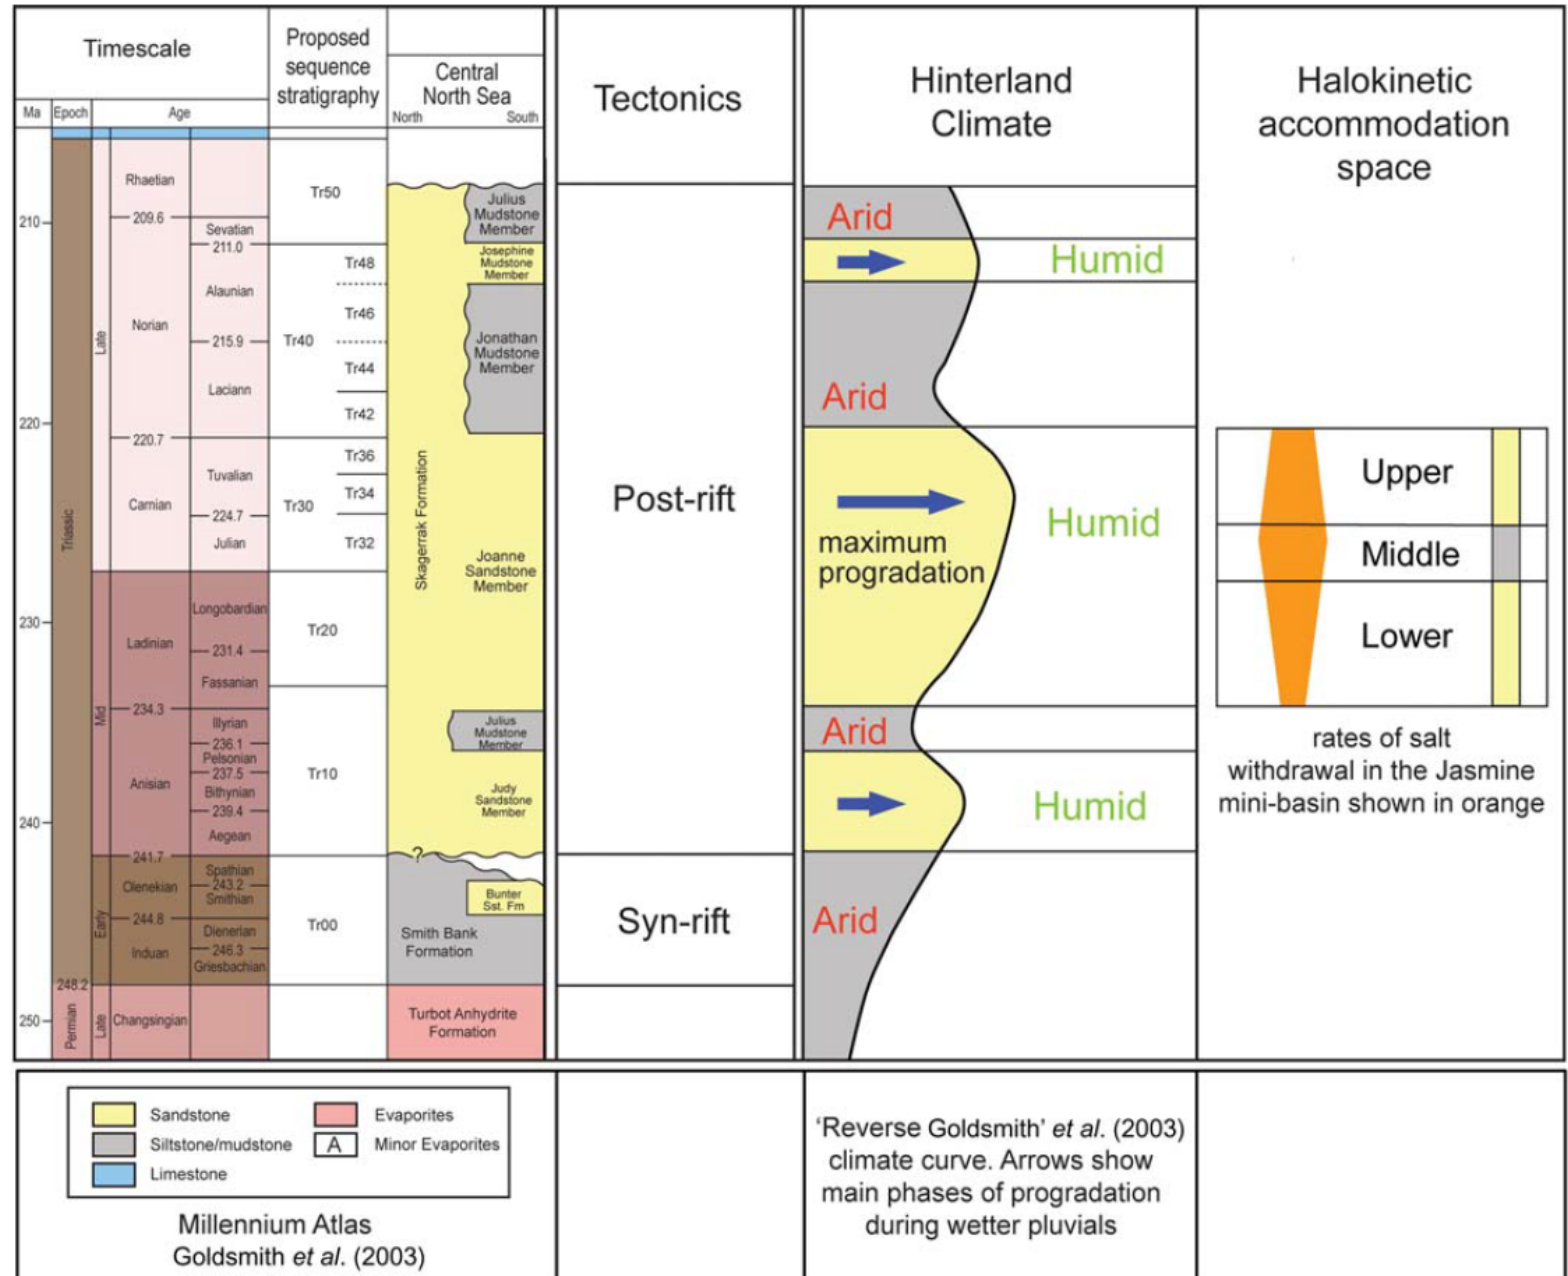 Timescale
Proposed
sequence
stratigraphy
Central
North Sea
North
South
Tectonics
Hinterland
Climate
Halokinetic
accommodation
space
Ma
Epoch
Age
210
220
230
240
250
Triassic
248.2
Permian
Late
Mid
Early
Late
Rhaetian
209.6
Norian
220.7
Carnian
Ladinian
234.3
Anisian
241.7
Olenekian
244.8
Induan
Changsingian
Sevatian
211.0
Alaunian
215.9
Laciann
Tuvalian
224.7
Julian
Longobardian
231.4
Fassanian
Illyrian
236.1
Pelsonian
237.5
Bithynian
239.4
Aegean
Spathian
243.2
Smithian
Dienerian
246.3
Griesbachian
Tr50
Tr48
Tr46
Tr40
Tr44
Tr42
Tr36
Tr34
Tr30
Tr32
Tr20
Tr10
Tr00
Skagerrak Formation
Julius
Mudstone
Member
Josephine
Mudstone
Member
Jonathan
Mudstone
Member
Joanne
Sandstone
Member
Julius
Mudstone
Member
Judy
Sandstone
Member
?
Bunter
Sst. Fm
Smith Bank
Formation
Turbot Anhydrite
Formation
Post-rift
Syn-rift
Arid
Humid
Arid
Humid
maximum
progradation
Arid
Humid
Arid
Upper
Middle
Lower
rates of salt
withdrawal in the Jasmine
mini-basin shown in orange
Sandstone
Siltstone/mudstone
Limestone
Evaporites
A Minor Evaporites
Millennium Atlas
Goldsmith et al. (2003)
‘Reverse Goldsmith’ et al. (2003)
climate curve. Arrows show
main phases of progradation
during wetter pluvials